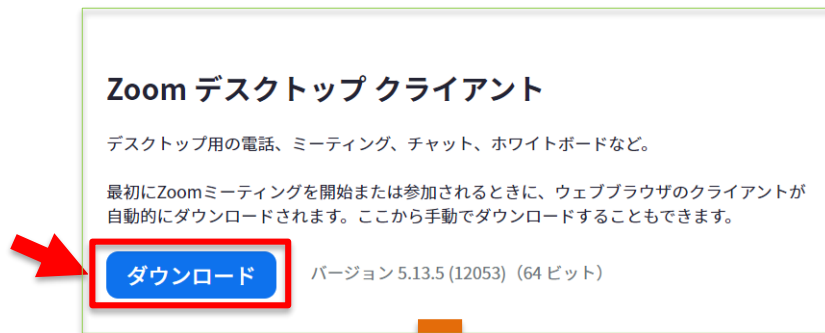 Zoom デスクトップ クライアント
デスクトップ用の電話、ミーティング、チャット、ホワイトボードなど。
最初にZoomミーティングを開始または参加されるときに、ウェブブラウザのクライアントが
自動的にダウンロードされます。ここから手動でダウンロードすることもできます。
ダウンロード バージョン 5.13.5 (12053)（64 ビット）